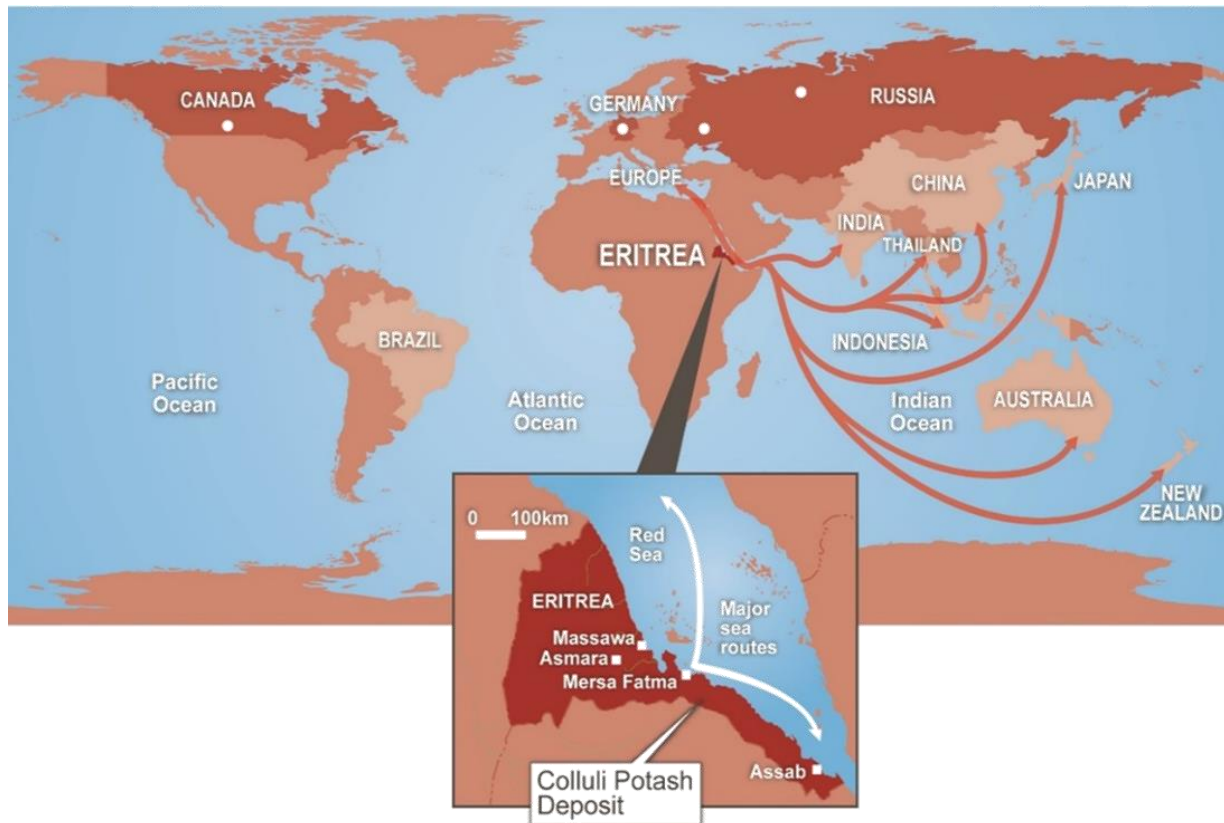 CANADA
GERMANY
RUSSIA
EUROPE
CHINA
JAPAN
INDIA
THAILAND
ERITREA
BRAZIL
INDONESIA
Pacific
Ocean
Atlantic
Ocean
Indian
Ocean
AUSTRALIA
NEW
ZEALAND
0 100km
Red
Sea
ERITREA
Major
sea
routes
Massawa
Asmara
Mersa Fatma
Assab
Colluli Potash
Deposit